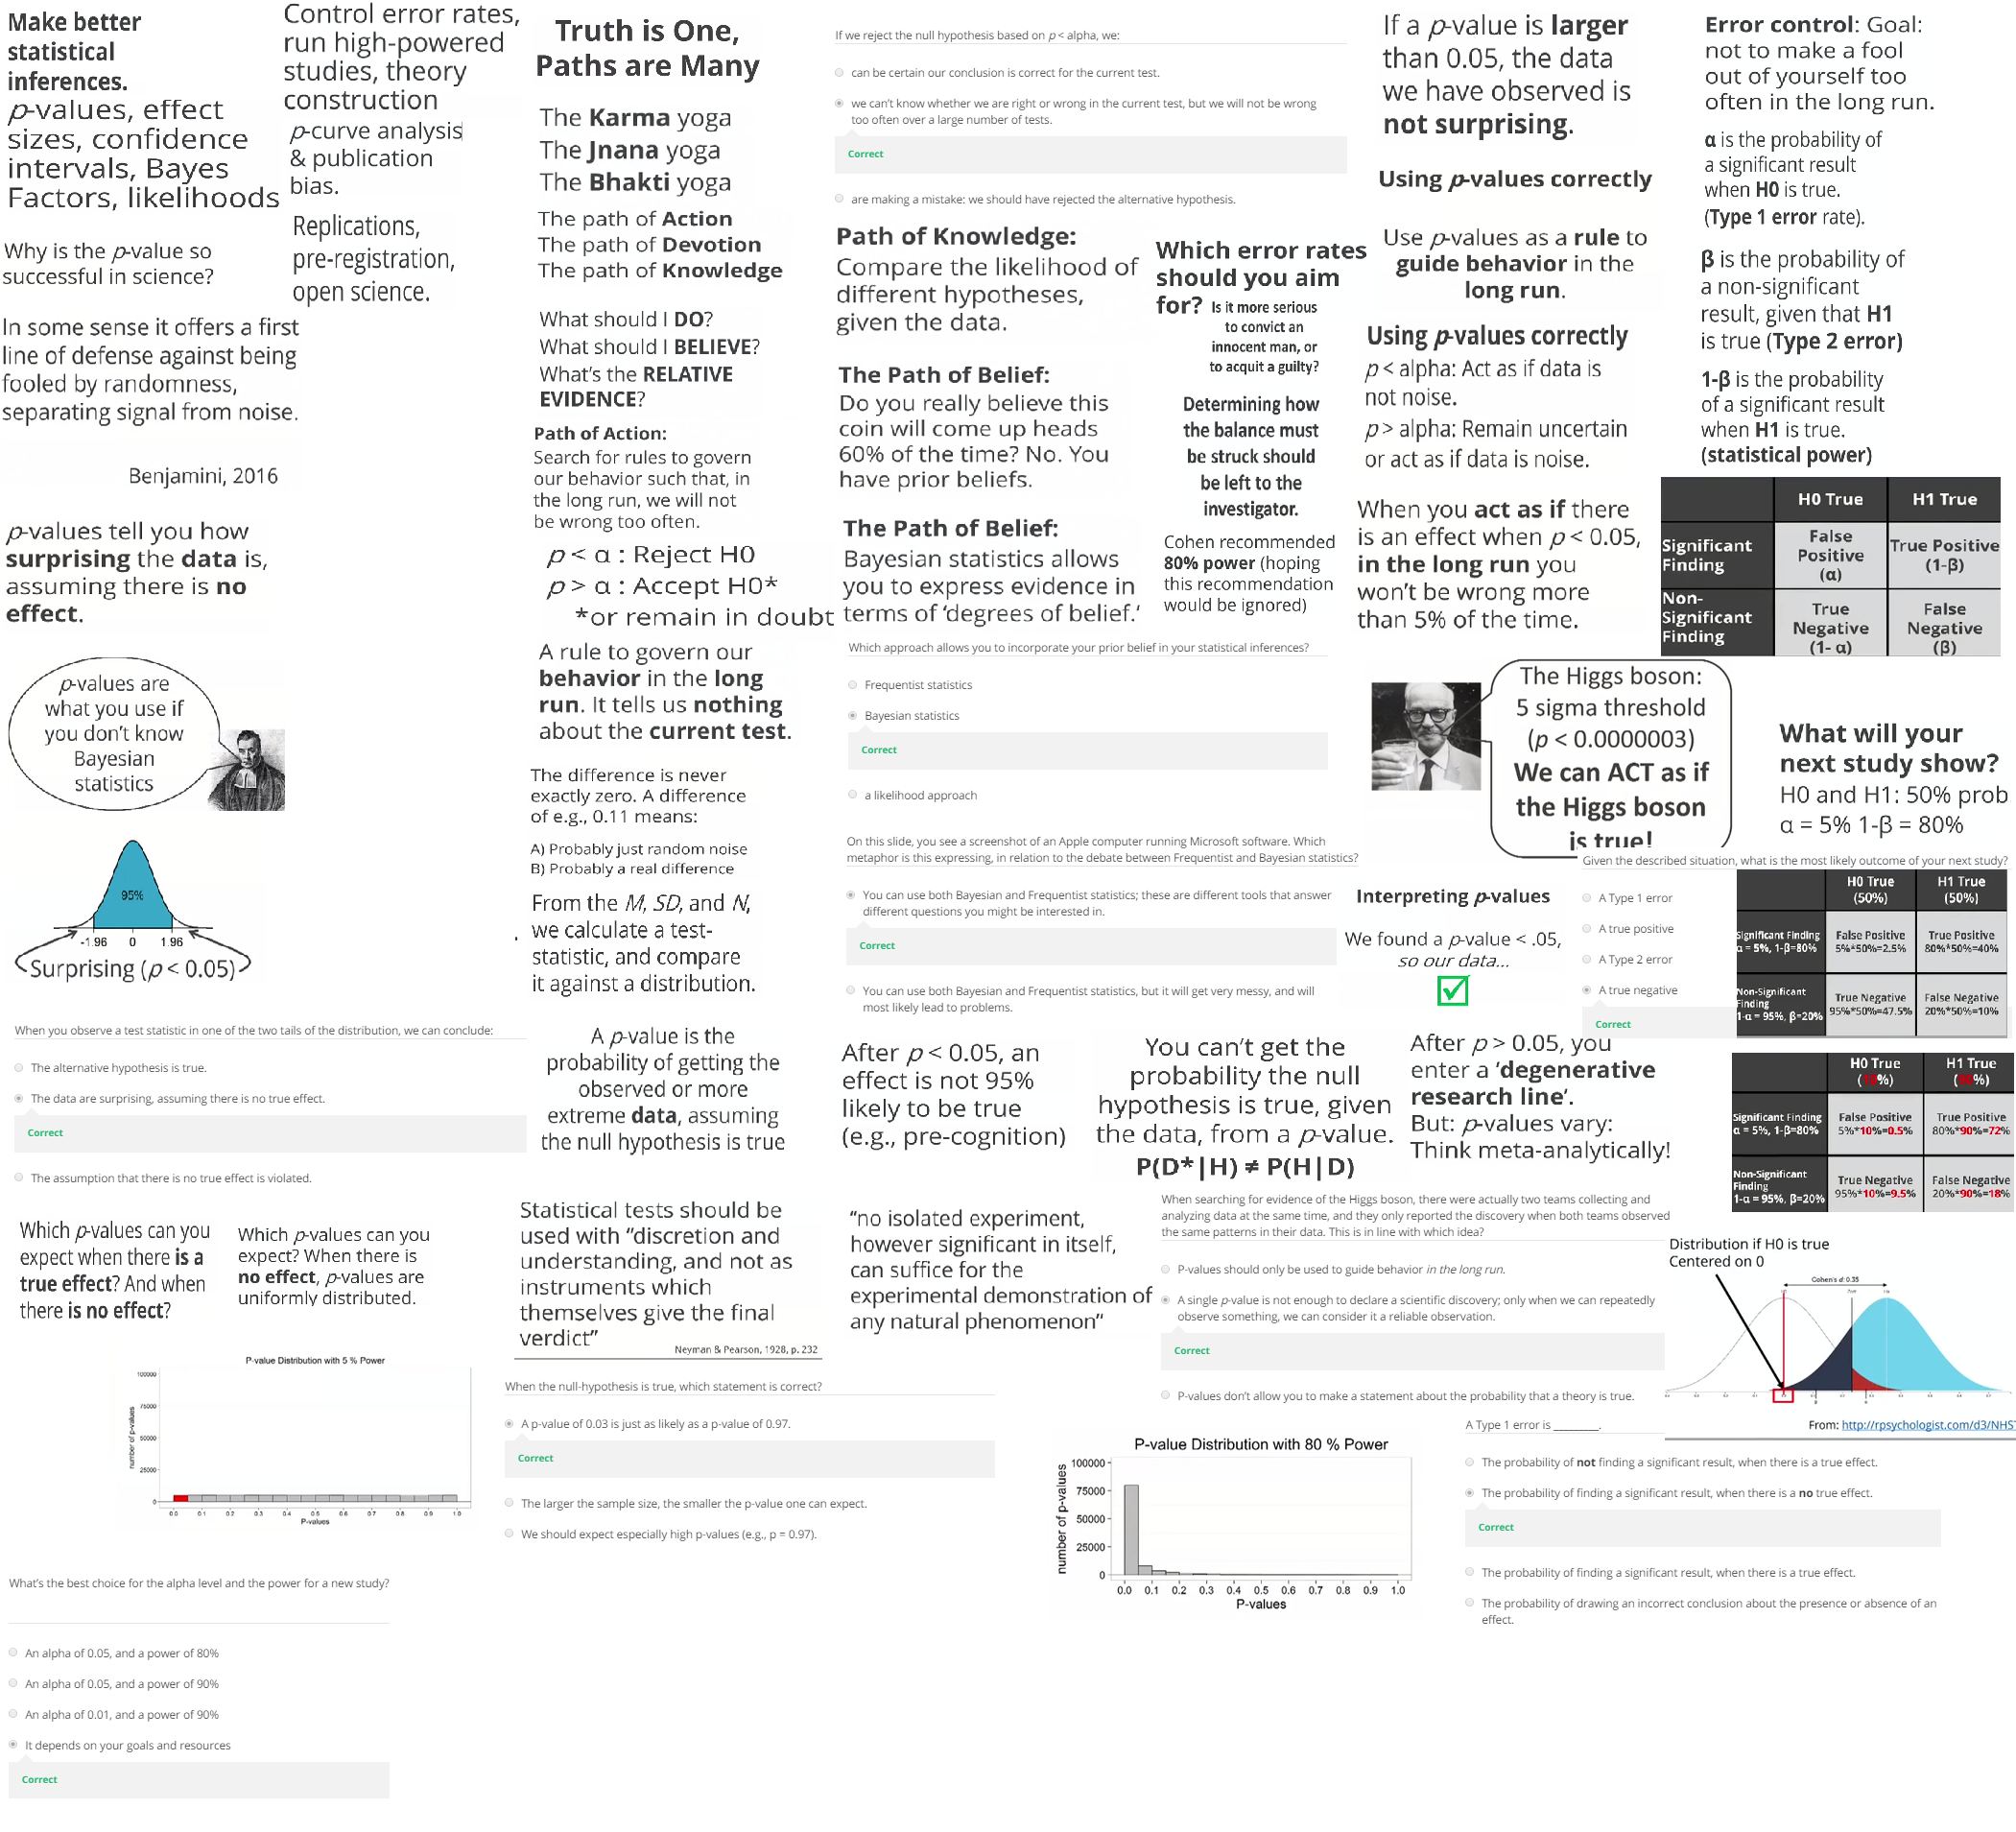 Make better
statistical
inferences.
p-values, effect
sizes, confidence
intervals, Bayes
Factors, likelihoods
Control error rates,
run high-powered
studies, theory
construction
p-curve analysis
& publication
bias.
Replications,
pre-registration,
open science.
Why is the p-value so
successful in science?
In some sense it offers a first
line of defense against being
fooled by randomness,
separating signal from noise.
Benjamini, 2016
p-values tell you how
surprising the data is,
assuming there is no
effect.
p-values are
what you use if
you don't know
Bayesian
statistics
95%
-1.96 0 1.96
Surprising (p < 0.05)
When you observe a test statistic in one of the two tails of the distribution, we can conclude:
The alternative hypothesis is true.
The data are surprising, assuming there is no true effect.
Correct
The assumption that there is no true effect is violated.
Which p-values can you
expect when there is a
true effect? And when
there is no effect?
Which p-values can you
expect? When there is
no effect, p-values are
uniformly distributed.
P-value Distribution with 5 % Power
number of p-values
100000
75000
50000
25000
0
0.0 0.1 0.2 0.3 0.4 0.5 0.6 0.7 0.8 0.9 1.0
P-values
What's the best choice for the alpha level and the power for a new study?
An alpha of 0.05, and a power of 80%
An alpha of 0.05, and a power of 90%
An alpha of 0.01, and a power of 90%
It depends on your goals and resources
Correct
Truth is One,
Paths are Many
The Karma yoga
The Jnana yoga
The Bhakti yoga
The path of Action
The path of Devotion
The path of Knowledge
What should I DO?
What should I BELIEVE?
What's the RELATIVE
EVIDENCE?
Path of Action:
Search for rules to govern
our behavior such that, in
the long run, we will not
be wrong too often.
p < α : Reject H0
p > α : Accept H0*
*or remain in doubt
A rule to govern our
behavior in the long
run. It tells us nothing
about the current test.
The difference is never
exactly zero. A difference
of e.g., 0.11 means:
A) Probably just random noise
B) Probably a real difference
From the M, SD, and N,
we calculate a test-
statistic, and compare
it against a distribution.
A p-value is the
probability of getting the
observed or more
extreme data, assuming
the null hypothesis is true
Statistical tests should be
used with "discretion and
understanding, and not as
instruments which
themselves give the final
verdict"
Neyman & Pearson, 1928, p. 232
When the null-hypothesis is true, which statement is correct?
A p-value of 0.03 is just as likely as a p-value of 0.97.
Correct
The larger the sample size, the smaller the p-value one can expect.
We should expect especially high p-values (e.g., p = 0.97).
If we reject the null hypothesis based on p < alpha, we:
can be certain our conclusion is correct for the current test.
we can't know whether we are right or wrong in the current test, but we will not be wrong
too often over a large number of tests.
Correct
are making a mistake: we should have rejected the alternative hypothesis.
Path of Knowledge:
Compare the likelihood of
different hypotheses,
given the data.
The Path of Belief:
Do you really believe this
coin will come up heads
60% of the time? No. You
have prior beliefs.
The Path of Belief:
Bayesian statistics allows
you to express evidence in
terms of 'degrees of belief.'
Which error rates
should you aim
for? Is it more serious
to convict an
innocent man, or
to acquit a guilty?
Determining how
the balance must
be struck should
be left to the
investigator.
Cohen recommended
80% power (hoping
this recommendation
would be ignored)
Which approach allows you to incorporate your prior belief in your statistical inferences?
Frequentist statistics
Bayesian statistics
Correct
a likelihood approach
On this slide, you see a screenshot of an Apple computer running Microsoft software. Which
metaphor is this expressing, in relation to the debate between Frequentist and Bayesian statistics?
You can use both Bayesian and Frequentist statistics; these are different tools that answer
different questions you might be interested in.
Correct
You can use both Bayesian and Frequentist statistics, but it will get very messy, and will
most likely lead to problems.
After p < 0.05, an
effect is not 95%
likely to be true
(e.g., pre-cognition)
You can't get the
probability the null
hypothesis is true, given
the data, from a p-value.
P(D*|H) ≠ P(H|D)
"no isolated experiment,
however significant in itself,
can suffice for the
experimental demonstration of
any natural phenomenon"
If a p-value is larger
than 0.05, the data
we have observed is
not surprising.
Using p-values correctly
Use p-values as a rule to
guide behavior in the
long run.
Using p-values correctly
p < alpha: Act as if data is
not noise.
p > alpha: Remain uncertain
or act as if data is noise.
When you act as if there
is an effect when p < 0.05,
in the long run you
won't be wrong more
than 5% of the time.
The Higgs boson:
5 sigma threshold
(p < 0.0000003)
We can ACT as if
the Higgs boson
is true!
Interpreting p-values
We found a p-value < .05,
so our data...
After p > 0.05, you
enter a 'degenerative
research line'.
But: p-values vary:
Think meta-analytically!
When searching for evidence of the Higgs boson, there were actually two teams collecting and
analyzing data at the same time, and they only reported the discovery when both teams observed
the same patterns in their data. This is in line with which idea?
P-values should only be used to guide behavior in the long run.
A single p-value is not enough to declare a scientific discovery; only when we can repeatedly
observe something, we can consider it a reliable observation.
Correct
P-values don't allow you to make a statement about the probability that a theory is true.
P-value Distribution with 80 % Power
number of p-values
100000
75000
50000
25000
0
0.0 0.1 0.2 0.3 0.4 0.5 0.6 0.7 0.8 0.9 1.0
P-values
Error control: Goal:
not to make a fool
out of yourself too
often in the long run.
α is the probability of
a significant result
when H0 is true.
(Type 1 error rate).
β is the probability of
a non-significant
result, given that H1
is true (Type 2 error)
1-β is the probability
of a significant result
when H1 is true.
(statistical power)
H0 True H1 True
Significant
Finding
False
Positive
(α)
True Positive
(1-β)
Non-
Significant
Finding
True
Negative
(1- α)
False
Negative
(β)
What will your
next study show?
H0 and H1: 50% prob
α = 5% 1-β = 80%
Given the described situation, what is the most likely outcome of your next study?
A Type 1 error
A true positive
A Type 2 error
A true negative
Correct
H0 True
(50%)
H1 True
(50%)
Significant Finding
α = 5%, 1-β=80%
False Positive
5%*50%=2.5%
True Positive
80%*50%=40%
Non-Significant
Finding
1-α = 95%, β=20%
True Negative
95%*50%=47.5%
False Negative
20%*50%=10%
H0 True
(10%)
H1 True
(90%)
Significant Finding
α = 5%, 1-β=80%
False Positive
5%*10%=0.5%
True Positive
80%*90%=72%
Non-Significant
Finding
1-α = 95%, β=20%
True Negative
95%*10%=9.5%
False Negative
20%*90%=18%
Distribution if H0 is true
Centered on 0
Cohen's d: 0.35
From: http://rpsychologist.com/d3/NHS
A Type 1 error is ________.
The probability of not finding a significant result, when there is a true effect.
The probability of finding a significant result, when there is a no true effect.
Correct
The probability of finding a significant result, when there is a true effect.
The probability of drawing an incorrect conclusion about the presence or absence of an
effect.